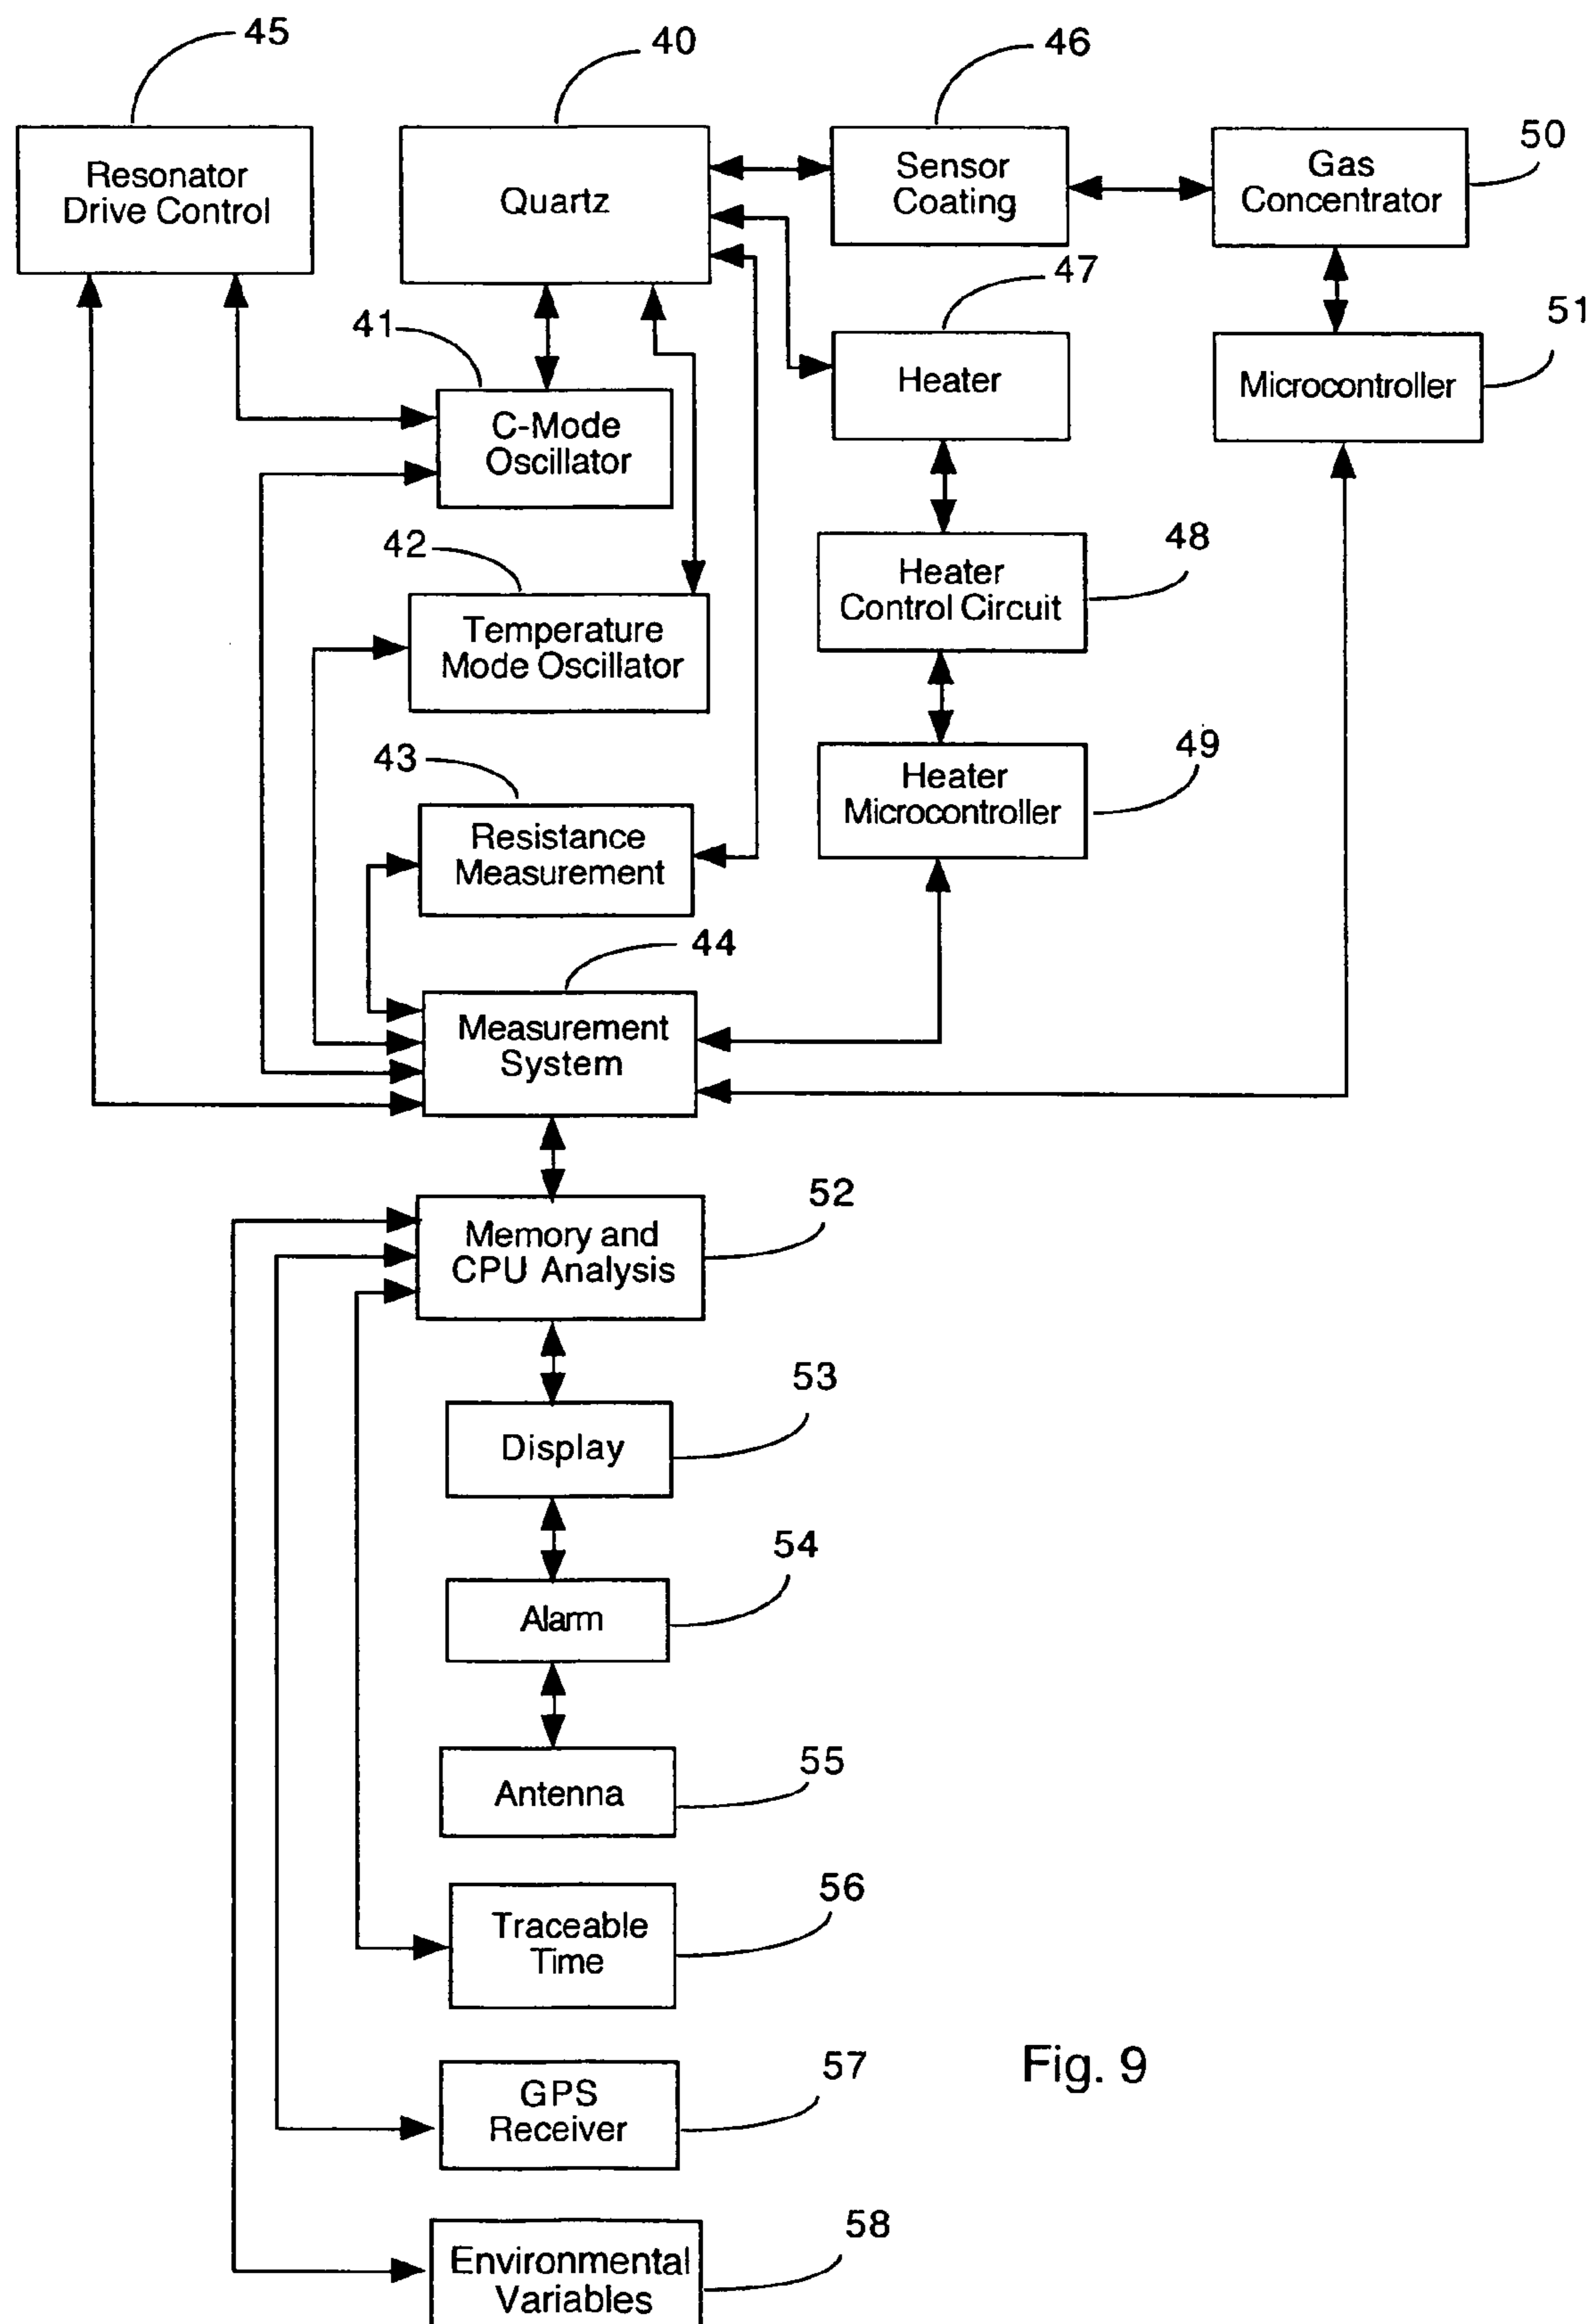 45
40
46
50
Resonator
Drive Control
Quartz
Sensor
Coating
Gas
Concentrator
47
51
41
Heater
Microcontroller
C-Mode
Oscillator
42
48
Heater
Control Circuit
Temperature
Mode Oscillator
43
49
Heater
Microcontroller
Resistance
Measurement
44
Measurement
System
52
Memory and
CPU Analysis
53
Display
54
Alarm
55
Antenna
56
Traceable
Time
57
GPS
Receiver
Fig. 9
58
Environmental
Variables